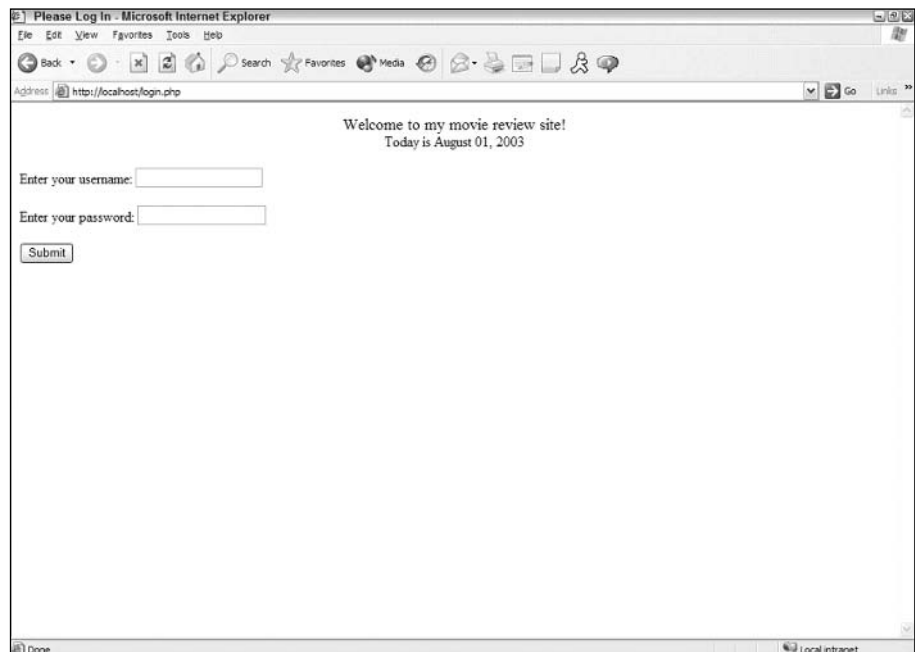 Please Log In - Microsoft Internet Explorer
File Edit View Favorites Tools Help
Back Search Favorites Media
Address http://localhost/login.php Go Links »
Welcome to my movie review site!
Today is August 01, 2003
Enter your username:
Enter your password:
Submit
Done Local intranet